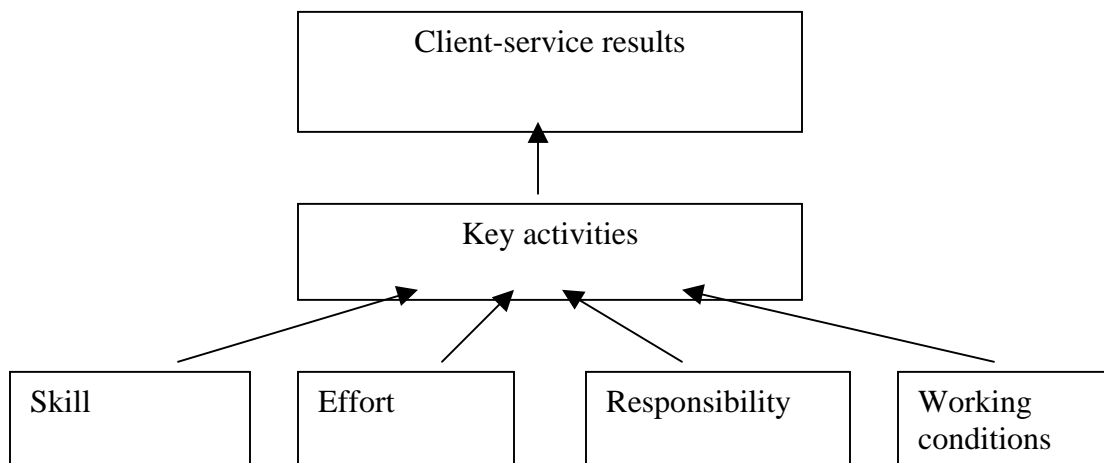 Client-service results
Key activities
Skill
Effort
Responsibility
Working
conditions